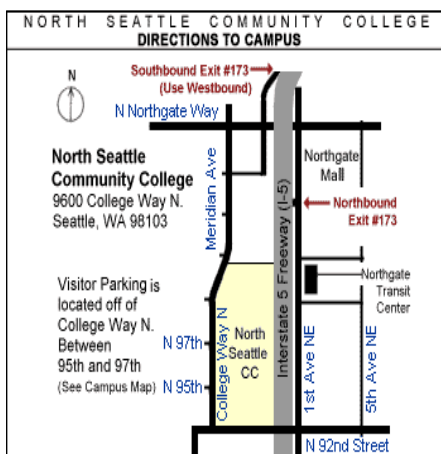 NORTH SEATTLE COMMUNITY COLLEGE
DIRECTIONS TO CAMPUS
Southbound Exit #173
(Use Westbound)
N
N Northgate Way
North Seattle
Community College
9600 College Way N.
Seattle, WA 98103
Meridian Ave
Northgate
Mall
Northbound
Exit #173
Interstate 5 Freeway (I-5)
Visitor Parking is
located off of
College Way N.
Between
95th and 97th
(See Campus Map)
Northgate
Transit
Center
N 97th
N 95th
College Way N
North
Seattle
CC
1st Ave NE
5th Ave NE
N 92nd Street